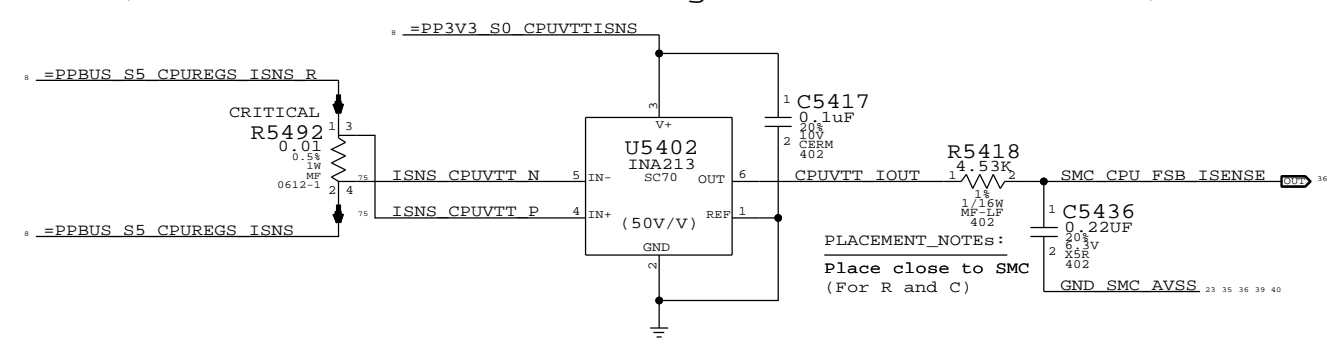 8 =PP3V3_S0_CPUVTTISNS
8 =PPBUS_S5_CPUREGS_ISNS_R
CRITICAL
R5492
0.01
0.5%
1W
MF
0612-1
1 3
2 4
75 ISNS_CPUVTT_N
75 ISNS_CPUVTT_P
8 =PPBUS_S5_CPUREGS_ISNS
3
V+
U5402
INA213
SC70
5 IN-
4 IN+
OUT 6
REF 1
(50V/V)
GND
2
1 C5417
0.1uF
20%
10V
2 CERM
402
CPUVTT_IOUT
R5418
4.53K
1 2
1%
1/16W
MF-LF
402
SMC_CPU_FSB_ISENSE
OUT 36
1 C5436
0.22UF
20%
6.3V
2 X5R
402
PLACEMENT_NOTEs:
Place close to SMC
(For R and C)
GND_SMC_AVSS 23 35 36 39 40